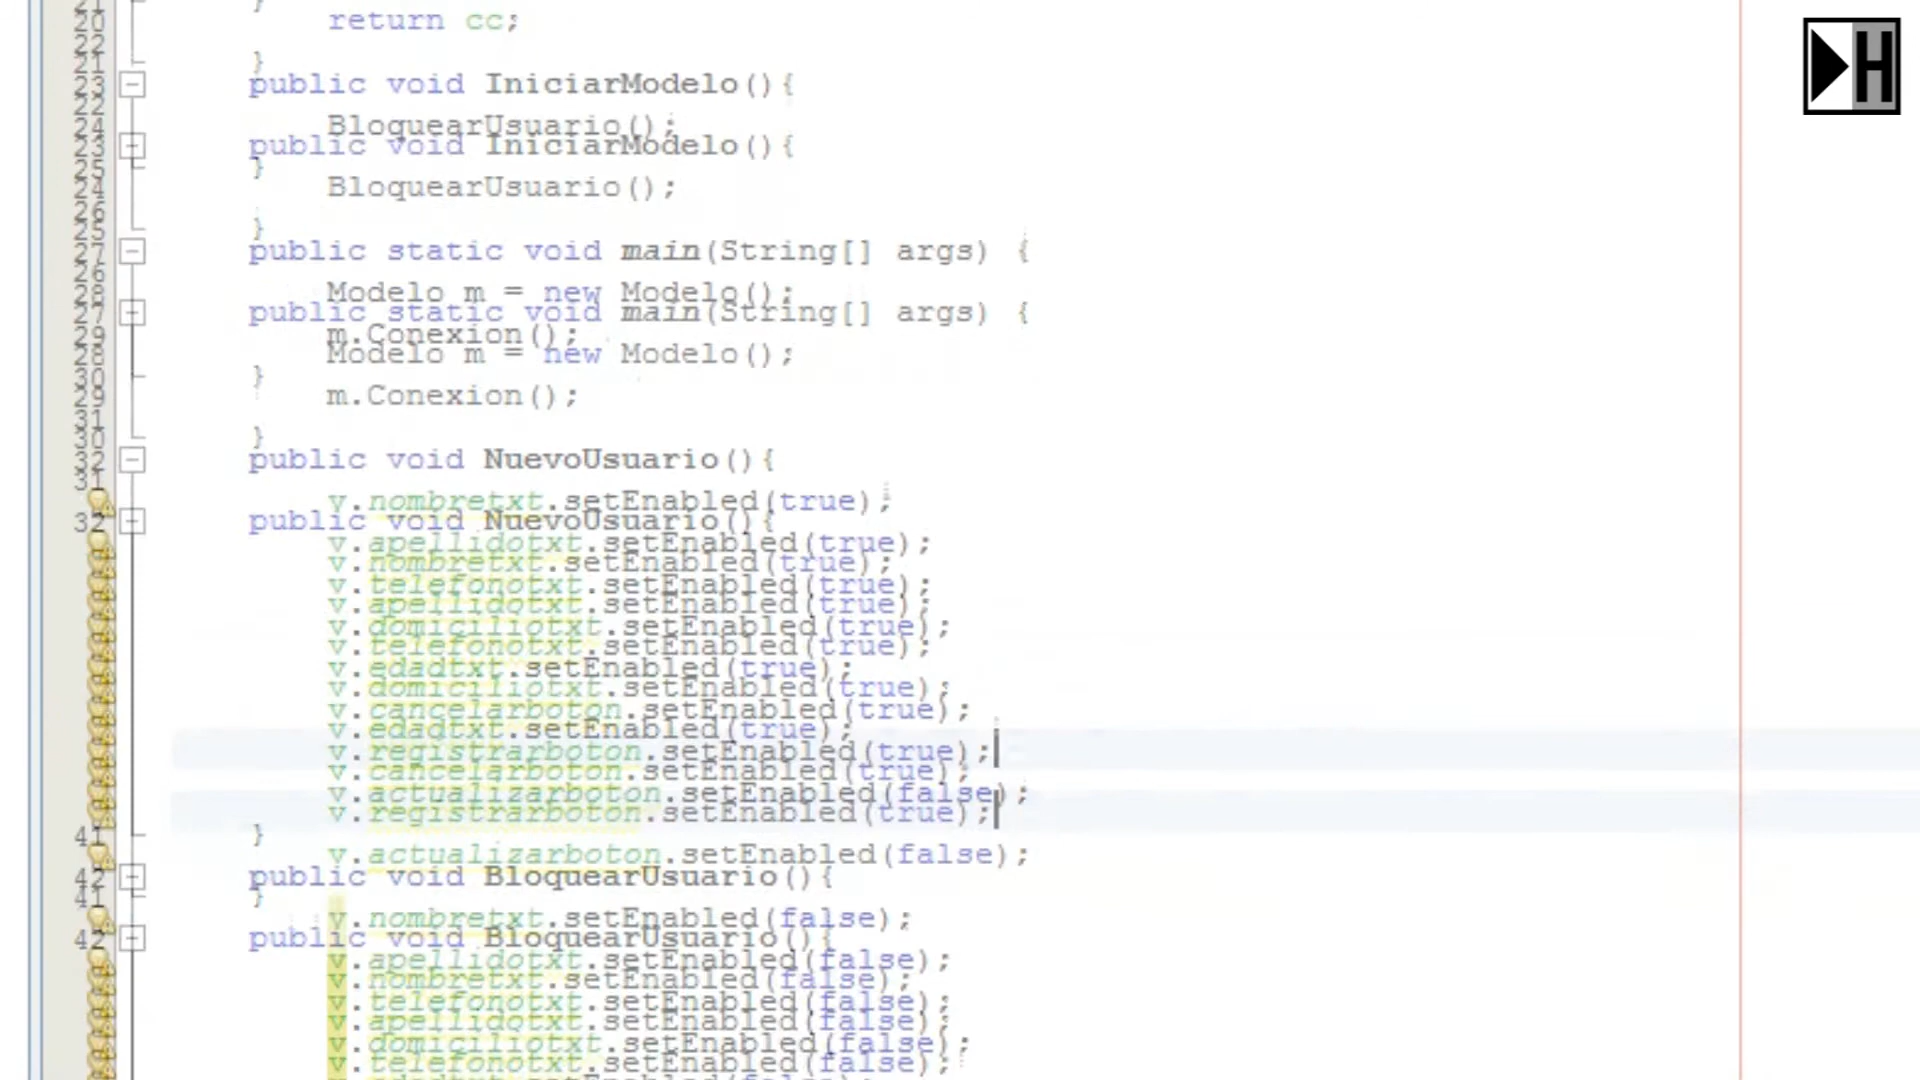 return cc;
}
public void IniciarModelo(){
BloquearUsuario();
public void IniciarModelo(){
}
BloquearUsuario();
}
public static void main(String[] args) {
Modelo m = new Modelo();
public static void main(String[] args) {
m.Conexion();
Modelo m = new Modelo();
}
m.Conexion();
}
public void NuevoUsuario(){
v.nombretxt.setEnabled(true);
public void NuevoUsuario(){
v.apellidotxt.setEnabled(true);
v.nombretxt.setEnabled(true);
v.telefonotxt.setEnabled(true);
v.apellidotxt.setEnabled(true);
v.domiciliotxt.setEnabled(true);
v.telefonotxt.setEnabled(true);
v.edadtxt.setEnabled(true);
v.domiciliotxt.setEnabled(true);
v.cancelarboton.setEnabled(true);
v.edadtxt.setEnabled(true);
v.registrarboton.setEnabled(true);
v.cancelarboton.setEnabled(true);
v.actualizarboton.setEnabled(false);
v.registrarboton.setEnabled(true);
}
v.actualizarboton.setEnabled(false);
public void BloquearUsuario(){
}
v.nombretxt.setEnabled(false);
public void BloquearUsuario(){
v.apellidotxt.setEnabled(false);
v.nombretxt.setEnabled(false);
v.telefonotxt.setEnabled(false);
v.apellidotxt.setEnabled(false);
v.domiciliotxt.setEnabled(false);
v.telefonotxt.setEnabled(false);
H